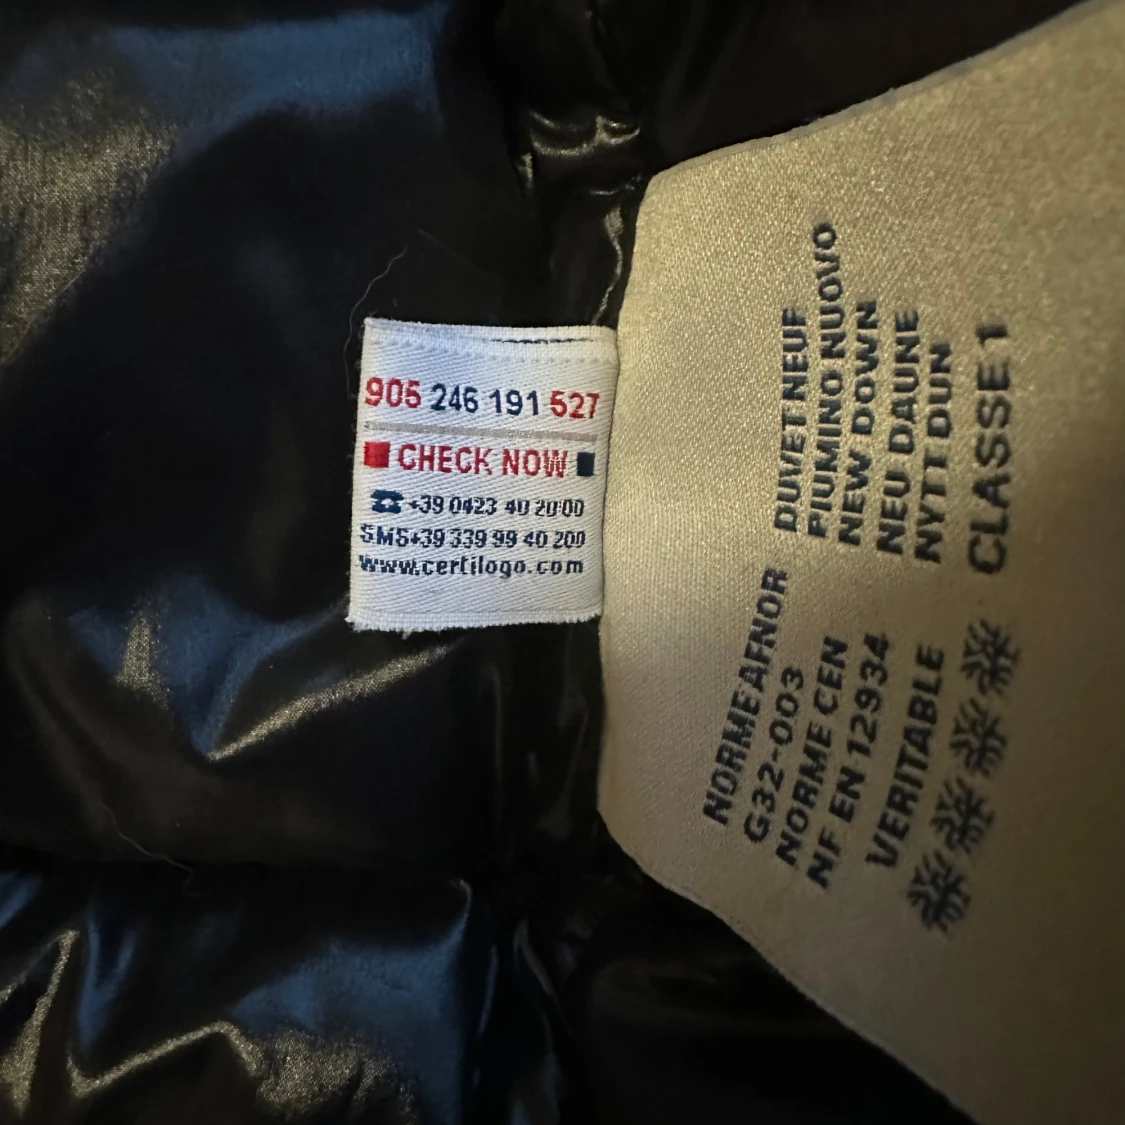 905 246 191 527
CHECK NOW
+39 0423 40 20 00
SMS+39 339 99 40 200
www.certilogo.com
DUVET NEUF
PIUMINO NUOVO
NEW DOWN
NEU DAUNE
NYTT DUN
CLASSE 1
NORME AFNOR
G32-003
NORME CEN
NF EN 12934
VERITABLE